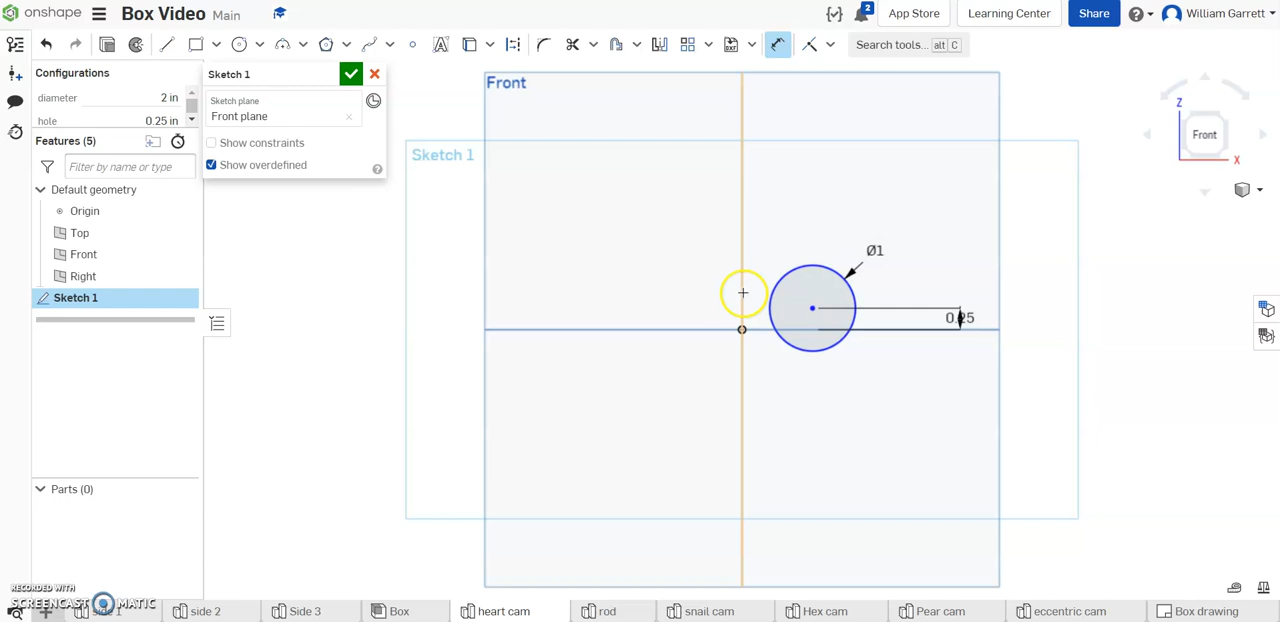 onshape Box Video Main 2 App Store Learning Center Share William Garrett
Search tools... alt C
Configurations
diameter 2 in
hole 0.25 in
Features (5)
Filter by name or type
Default geometry
Origin
Top
Front
Right
Sketch 1
Parts (0)
Sketch 1
Sketch plane
Front plane
Show constraints
Show overdefined
Front
Sketch 1
Ø1
0.25
Z
Front
X
RECORDED WITH
SCREENCAST MATIC
side 1 side 2 Side 3 Box heart cam rod snail cam Hex cam Pear cam eccentric cam Box drawing